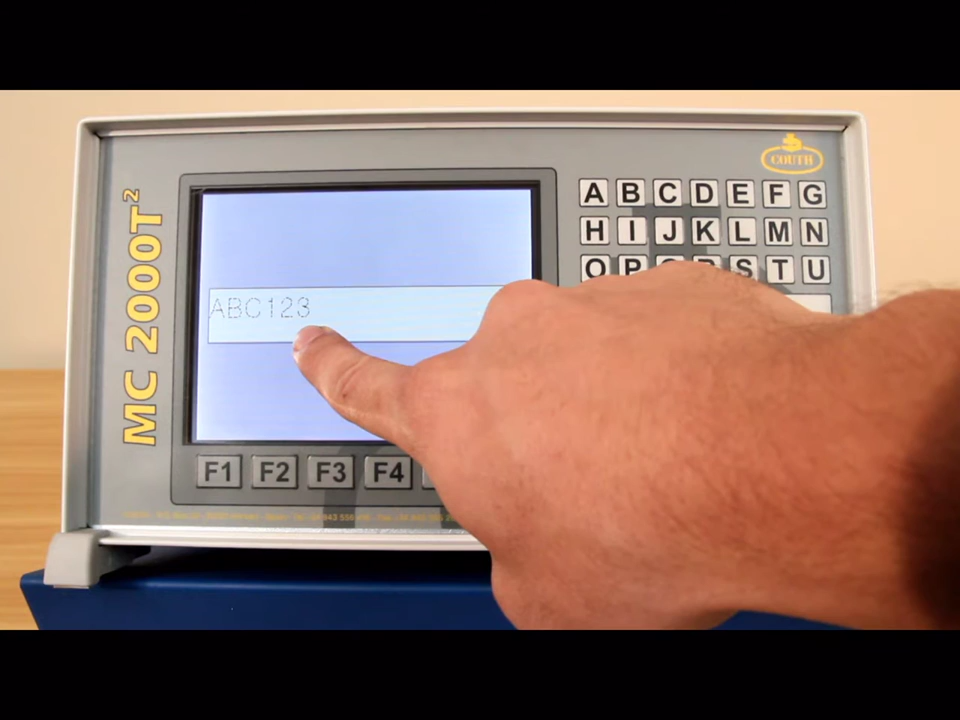 COUTH
MC 2000T²
ABC123
A B C D E F G
H I J K L M N
O P S T U
F1 F2 F3 F4